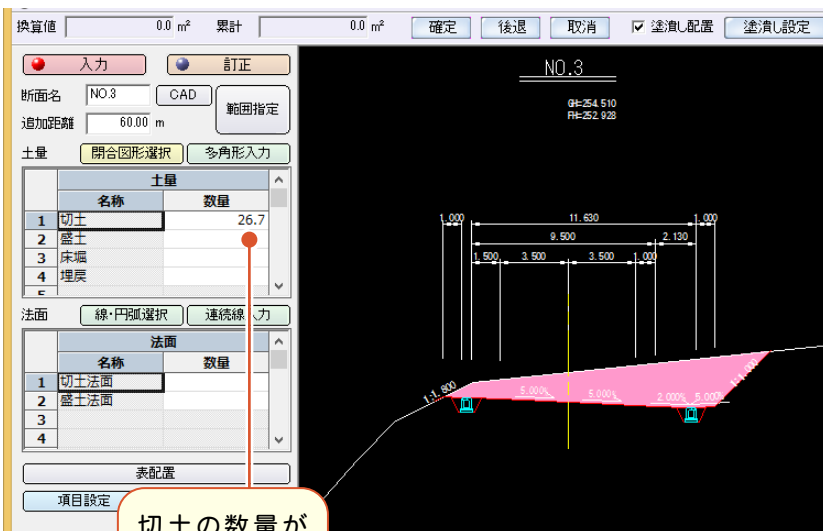 換算値 0.0 m² 累計 0.0 m² 確定 後退 取消 塗潰し配置 塗潰し設定
入力 訂正
断面名 NO.3 CAD 範囲指定
追加距離 60.00 m
土量 閉合図形選択 多角形入力
土量
名称 数量
1 切土 26.7
2 盛土
3 床堀
4 埋戻
5
法面 線・円弧選択 連続線入力
法面
名称 数量
1 切土法面
2 盛土法面
3
4
表配置
項目設定
切土の数量が
NO.3
GH=254.510
FH=252.928
1.000 11.630 1.000
9.500 2.130
1.500 3.500 3.500 1.000
1:1.800 5.000% 5.000% 2.000% 5.000% 1:1.000